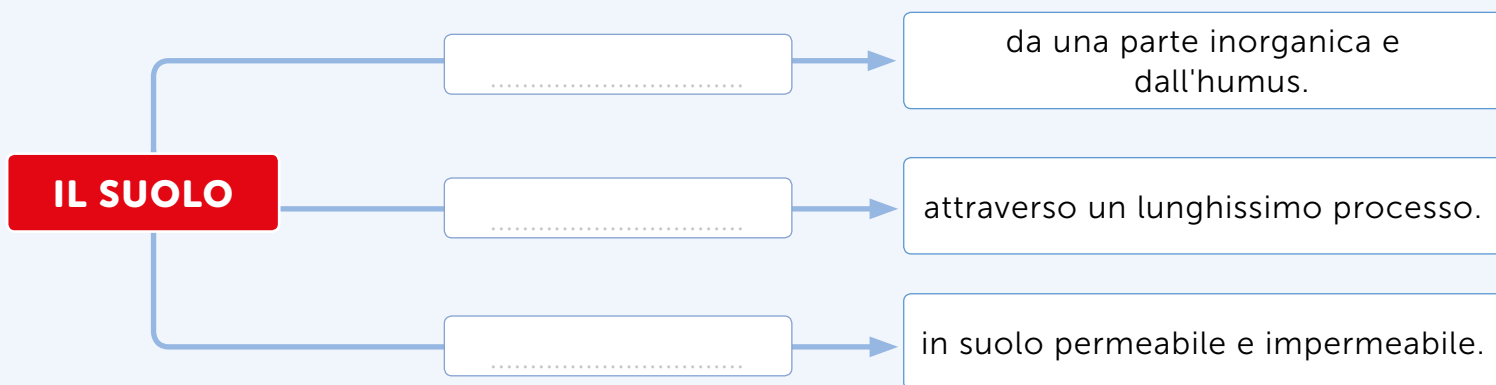 da una parte inorganica e
dall'humus.
IL SUOLO
attraverso un lunghissimo processo.
in suolo permeabile e impermeabile.